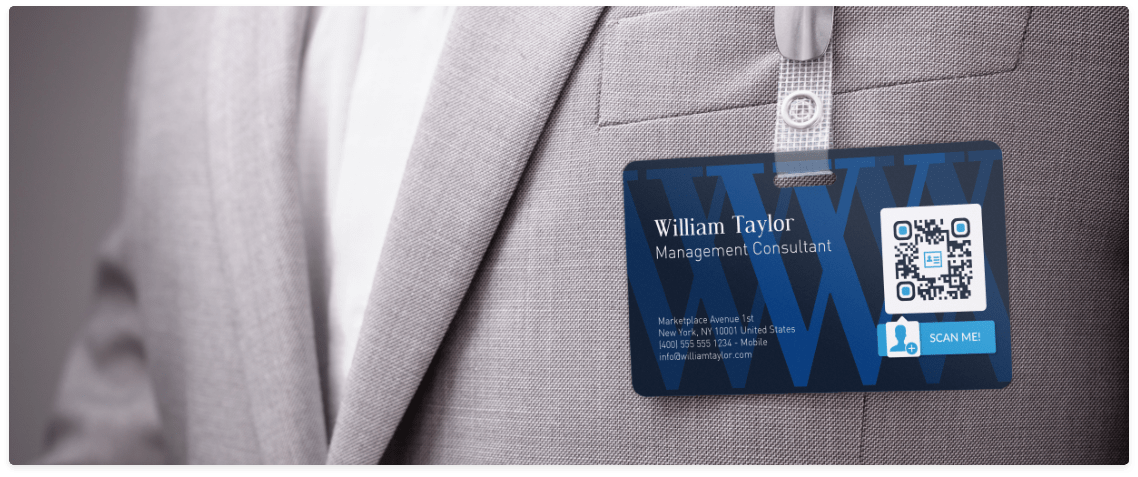 William Taylor
Management Consultant
Marketplace Avenue 1st
New York, NY 10001 United States
(400) 555 555 1234 - Mobile
info@williamtaylor.com
SCAN ME!